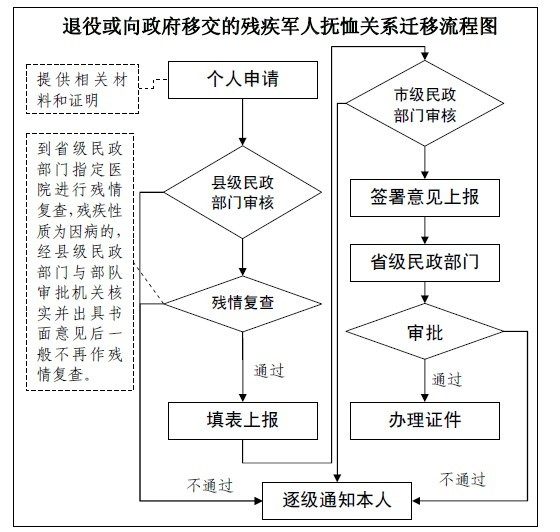 退役或向政府移交的残疾军人抚恤关系迁移流程图
提供相关材
料和证明
个人申请
到省级民政
部门指定医
院进行残情
复查,残疾性
质为因病的,
经县级民政
部门与部队
审批机关核
实并出具书
面意见后一
般不再作残
情复查。
县级民政
部门审核
残情复查
通过
填表上报
不通过
市级民政
部门审核
签署意见上报
省级民政部门
审批
通过
办理证件
不通过
逐级通知本人